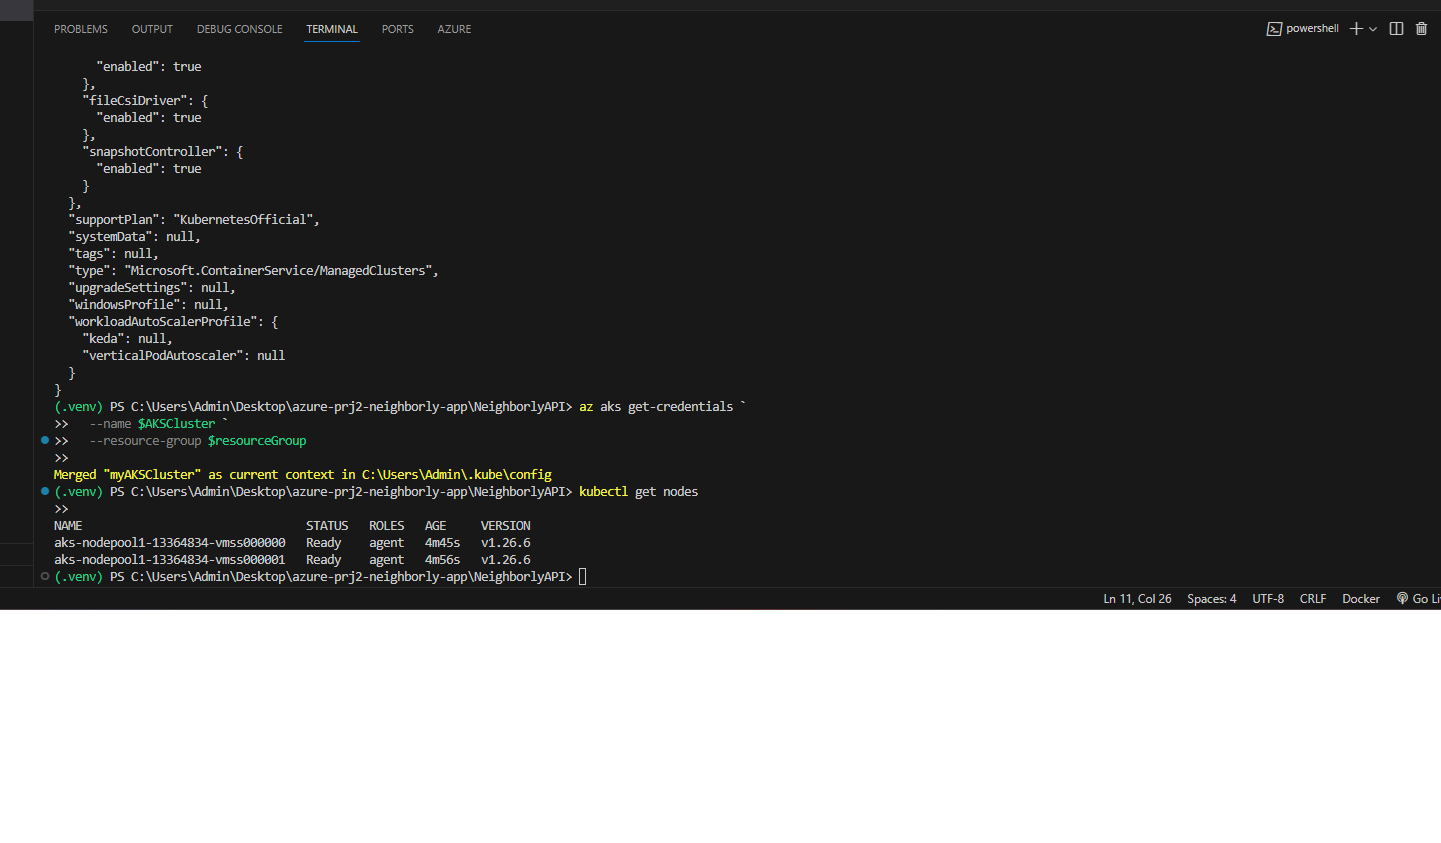 PROBLEMS OUTPUT DEBUG CONSOLE TERMINAL PORTS AZURE powershell
      "enabled": true
    },
    "fileCsiDriver": {
      "enabled": true
    },
    "snapshotController": {
      "enabled": true
    }
  },
  "supportPlan": "KubernetesOfficial",
  "systemData": null,
  "tags": null,
  "type": "Microsoft.ContainerService/ManagedClusters",
  "upgradeSettings": null,
  "windowsProfile": null,
  "workloadAutoScalerProfile": {
    "keda": null,
    "verticalPodAutoscaler": null
  }
}
(.venv) PS C:\Users\Admin\Desktop\azure-prj2-neighborly-app\NeighborlyAPI> az aks get-credentials `
>>   --name $AKSCluster `
>>   --resource-group $resourceGroup
>>
Merged "myAKSCluster" as current context in C:\Users\Admin\.kube\config
(.venv) PS C:\Users\Admin\Desktop\azure-prj2-neighborly-app\NeighborlyAPI> kubectl get nodes
>>
NAME                                STATUS   ROLES   AGE     VERSION
aks-nodepool1-13364834-vmss000000   Ready    agent   4m45s   v1.26.6
aks-nodepool1-13364834-vmss000001   Ready    agent   4m56s   v1.26.6
(.venv) PS C:\Users\Admin\Desktop\azure-prj2-neighborly-app\NeighborlyAPI>
Ln 11, Col 26 Spaces: 4 UTF-8 CRLF Docker Go